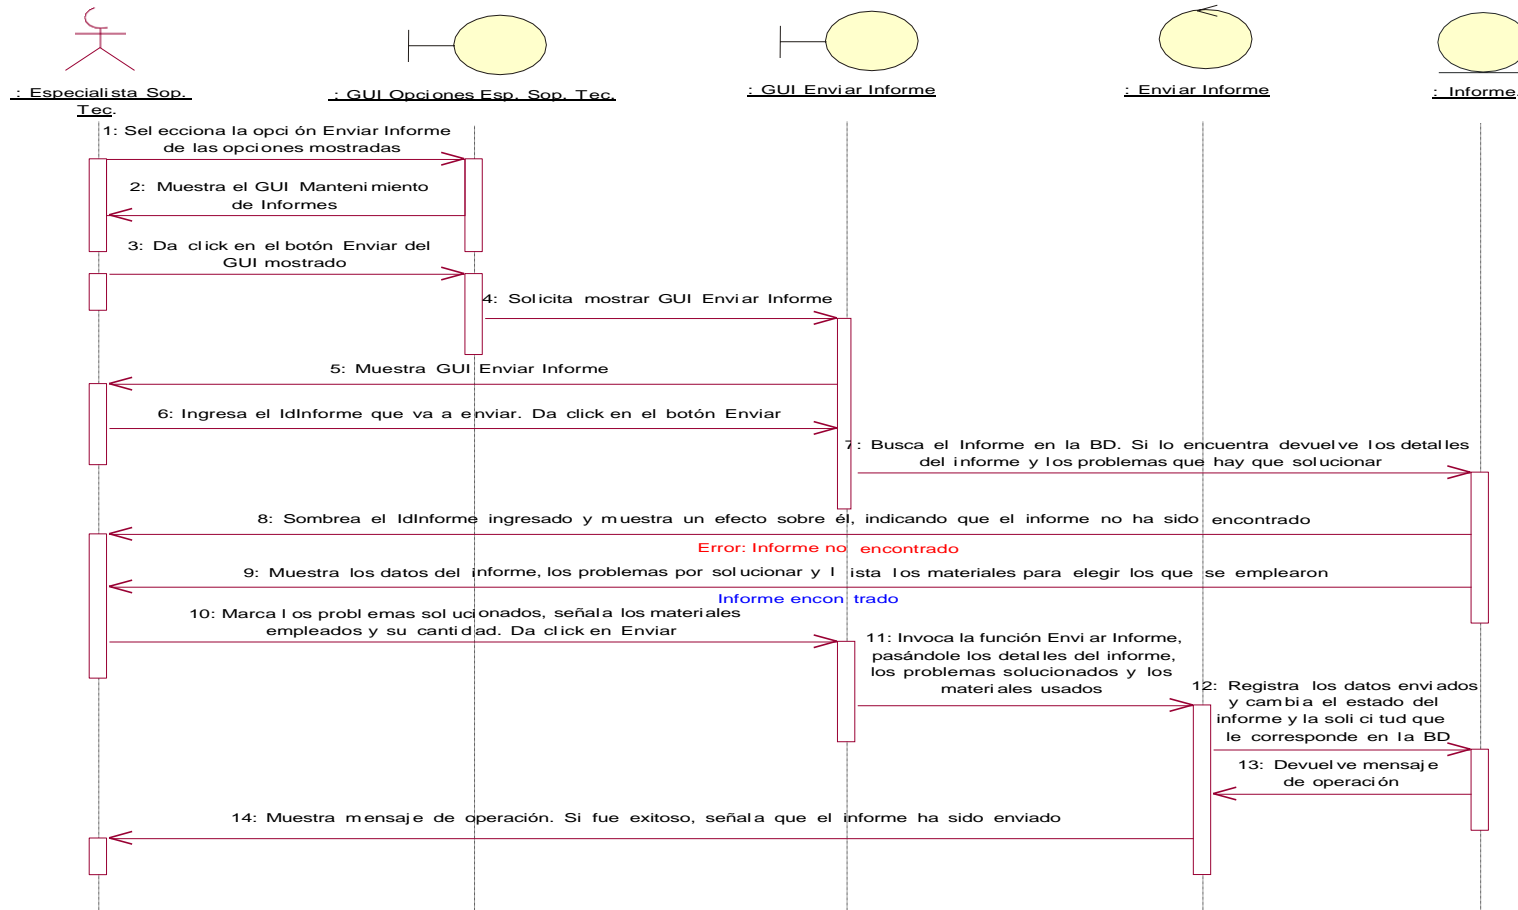 : Especialista Sop.
Tec.
: GUI Opciones Esp. Sop. Tec.
: GUI Enviar Informe
: Enviar Informe
: Informe
1: Selecciona la opción Enviar Informe
de las opciones mostradas
2: Muestra el GUI Mantenimiento
de Informes
3: Da click en el botón Enviar del
GUI mostrado
4: Solicita mostrar GUI Enviar Informe
5: Muestra GUI Enviar Informe
6: Ingresa el IdInforme que va a enviar. Da click en el botón Enviar
7: Busca el Informe en la BD. Si lo encuentra devuelve los detalles
del informe y los problemas que hay que solucionar
8: Sombrea el IdInforme ingresado y muestra un efecto sobre él, indicando que el informe no ha sido encontrado
Error: Informe no encontrado
9: Muestra los datos del informe, los problemas por solucionar y lista los materiales para elegir los que se emplearon
Informe encontrado
10: Marca los problemas solucionados, señala los materiales
empleados y su cantidad. Da click en Enviar
11: Invoca la función Enviar Informe,
pasándole los detalles del informe,
los problemas solucionados y los
materiales usados
12: Registra los datos enviados
y cambia el estado del
informe y la solicitud que
le corresponde en la BD
13: Devuelve mensaje
de operación
14: Muestra mensaje de operación. Si fue exitoso, señala que el informe ha sido enviado